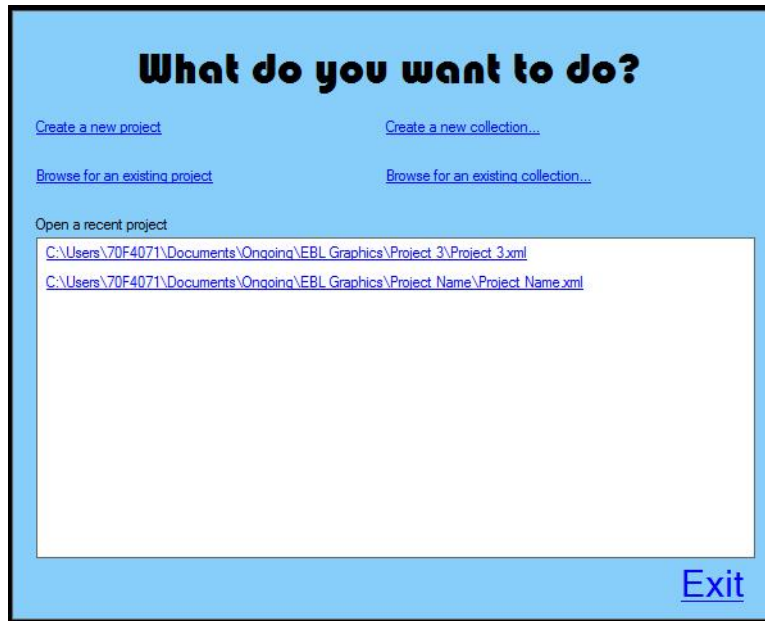 What do you want to do?
Create a new project
Create a new collection...
Browse for an existing project
Browse for an existing collection...
Open a recent project
C:\Users\70F4071\Documents\Ongoing\EBL Graphics\Project 3\Project 3.xml
C:\Users\70F4071\Documents\Ongoing\EBL Graphics\Project Name\Project Name.xml
Exit